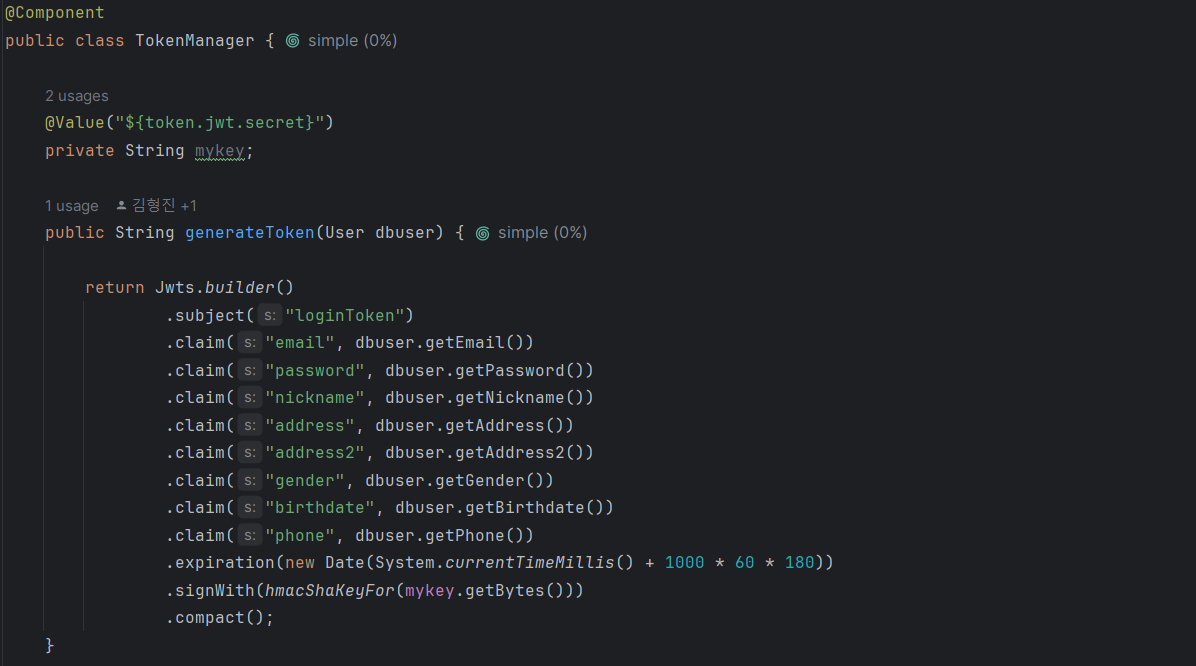 @Component
public class TokenManager { simple (0%)
2 usages
@Value("${token.jwt.secret}")
private String mykey;
1 usage 김형진 +1
public String generateToken(User dbuser) { simple (0%)
return Jwts.builder()
.subject( s: "loginToken")
.claim( s: "email", dbuser.getEmail())
.claim( s: "password", dbuser.getPassword())
.claim( s: "nickname", dbuser.getNickname())
.claim( s: "address", dbuser.getAddress())
.claim( s: "address2", dbuser.getAddress2())
.claim( s: "gender", dbuser.getGender())
.claim( s: "birthdate", dbuser.getBirthdate())
.claim( s: "phone", dbuser.getPhone())
.expiration(new Date(System.currentTimeMillis() + 1000 * 60 * 180))
.signWith(hmacShaKeyFor(mykey.getBytes()))
.compact();
}